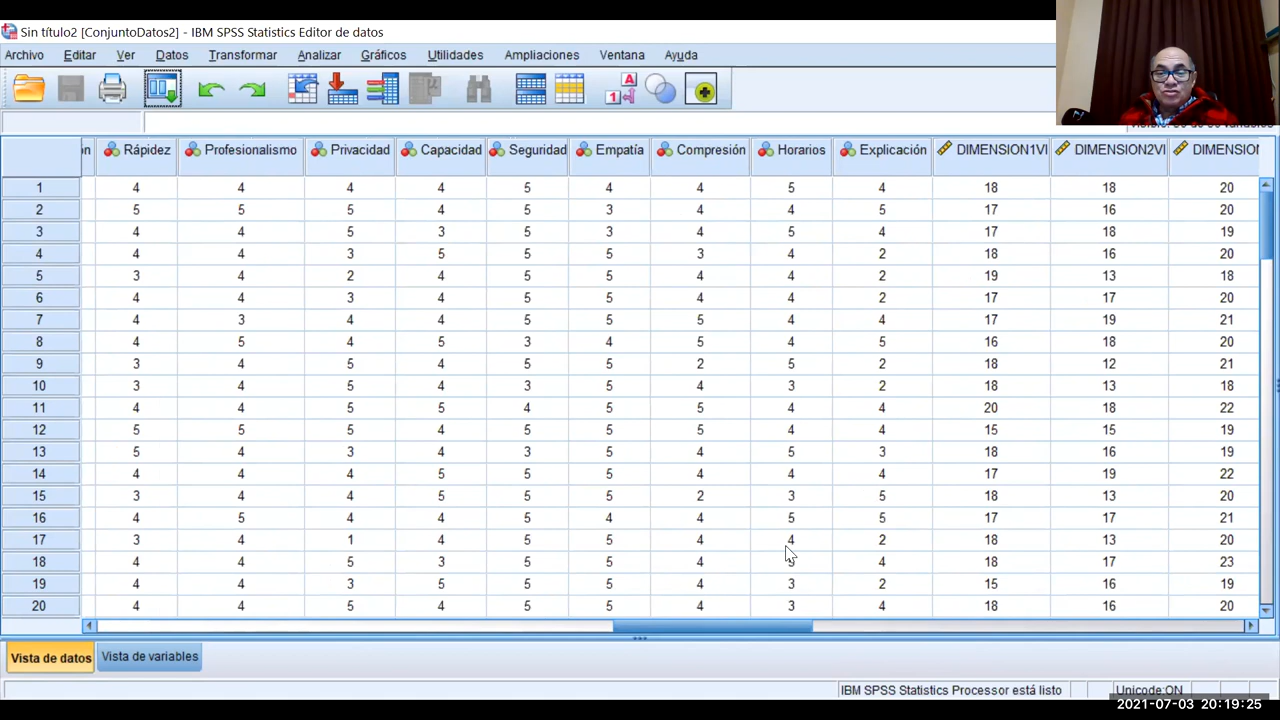 Sin título2 [ConjuntoDatos2] - IBM SPSS Statistics Editor de datos
Archivo Editar Ver Datos Transformar Analizar Gráficos Utilidades Ampliaciones Ventana Ayuda
Rápidez Profesionalismo Privacidad Capacidad Seguridad Empatía Compresión Horarios Explicación DIMENSION1VI DIMENSION2VI DIMENSION
1 4 4 4 4 5 4 4 5 4 18 18 20
2 5 5 5 4 5 3 4 4 5 17 16 20
3 4 4 5 3 5 3 4 5 4 17 18 19
4 4 4 3 5 5 5 3 4 2 18 16 20
5 3 4 2 4 5 5 4 4 2 19 13 18
6 4 4 3 4 5 5 4 4 2 17 17 20
7 4 3 4 4 5 5 5 4 4 17 19 21
8 4 5 4 5 3 4 5 4 2 16 18 20
9 3 4 5 4 5 5 2 5 2 18 12 21
10 3 4 5 4 3 5 4 3 2 18 13 18
11 4 4 5 5 4 5 5 4 4 20 18 22
12 5 5 5 4 5 5 4 4 4 15 15 19
13 5 4 3 4 3 5 4 5 3 18 16 19
14 4 4 4 5 5 5 4 4 4 17 19 22
15 3 4 4 5 5 5 2 3 5 18 13 20
16 4 5 4 4 5 4 4 5 5 17 17 21
17 3 4 1 4 5 5 4 4 2 18 13 20
18 4 4 5 3 5 5 4 4 18 17 23
19 4 4 3 4 5 5 4 3 2 15 16 19
20 4 4 5 4 5 5 4 3 4 18 16 20
Vista de datos Vista de variables
IBM SPSS Statistics Processor está listo Unicode:ON
2021-07-03 20:19:25